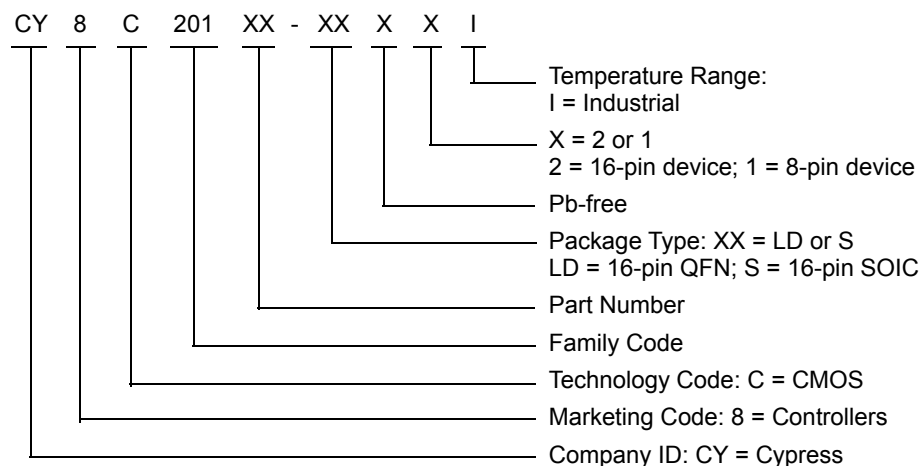 CY 8 C 201 XX - XX X X I
Temperature Range:
I = Industrial
X = 2 or 1
2 = 16-pin device; 1 = 8-pin device
Pb-free
Package Type: XX = LD or S
LD = 16-pin QFN; S = 16-pin SOIC
Part Number
Family Code
Technology Code: C = CMOS
Marketing Code: 8 = Controllers
Company ID: CY = Cypress